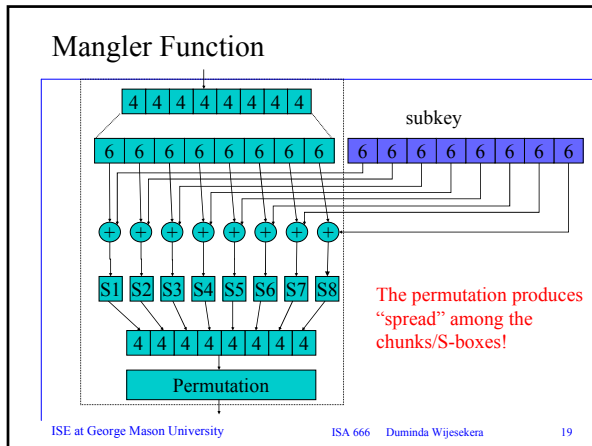 Mangler Function
4 4 4 4 4 4 4 4
subkey
6 6 6 6 6 6 6 6
6 6 6 6 6 6 6 6
+ + + + + + + +
S1 S2 S3 S4 S5 S6 S7 S8
The permutation produces
“spread” among the
chunks/S-boxes!
4 4 4 4 4 4 4 4
Permutation
ISE at George Mason University
ISA 666 Duminda Wijesekera
19